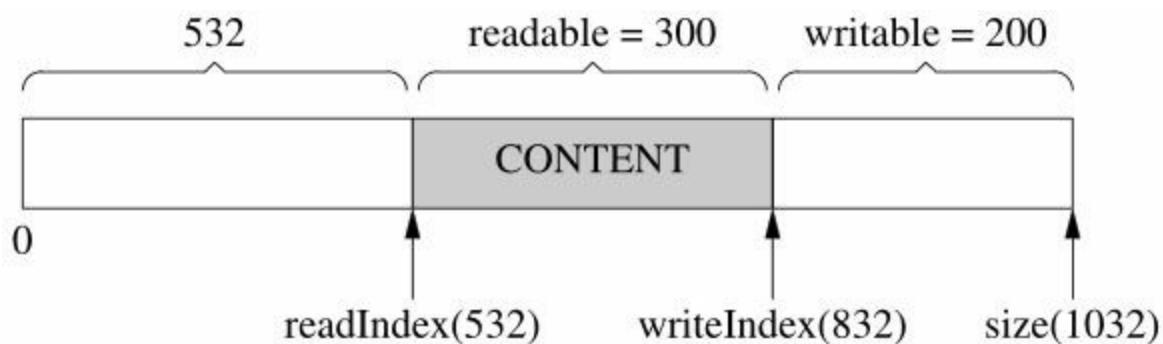 532 readable = 300 writable = 200
CONTENT
0
readIndex(532) writeIndex(832) size(1032)